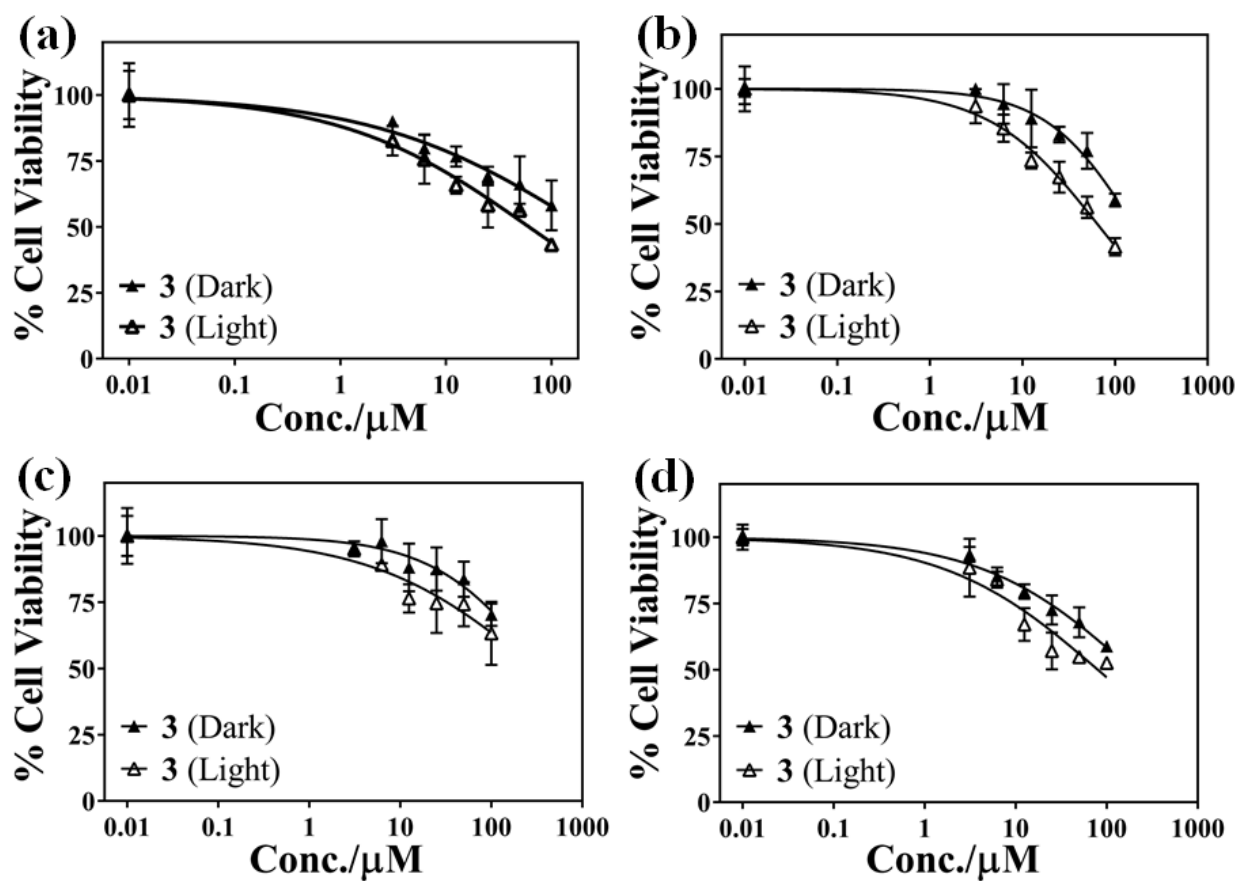 (a)
% Cell Viability
100
75
50
25
0
3 (Dark)
3 (Light)
0.01 0.1 1 10 100
Conc./μM
(b)
% Cell Viability
100
75
50
25
0
3 (Dark)
3 (Light)
0.01 0.1 1 10 100 1000
Conc./μM
(c)
% Cell Viability
100
75
50
25
0
3 (Dark)
3 (Light)
0.01 0.1 1 10 100 1000
Conc./μM
(d)
% Cell Viability
100
75
50
25
0
3 (Dark)
3 (Light)
0.01 0.1 1 10 100 1000
Conc./μM